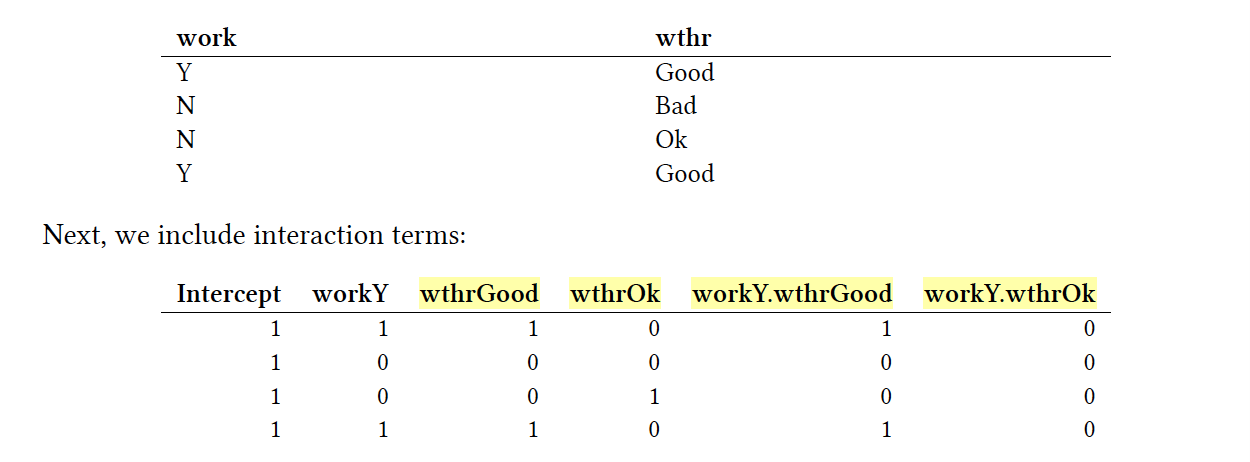 work wthr
Y Good
N Bad
N Ok
Y Good
Next, we include interaction terms:
Intercept workY wthrGood wthrOk workY.wthrGood workY.wthrOk
1 1 1 0 1 0
1 0 0 0 0 0
1 0 0 1 0 0
1 1 1 0 1 0